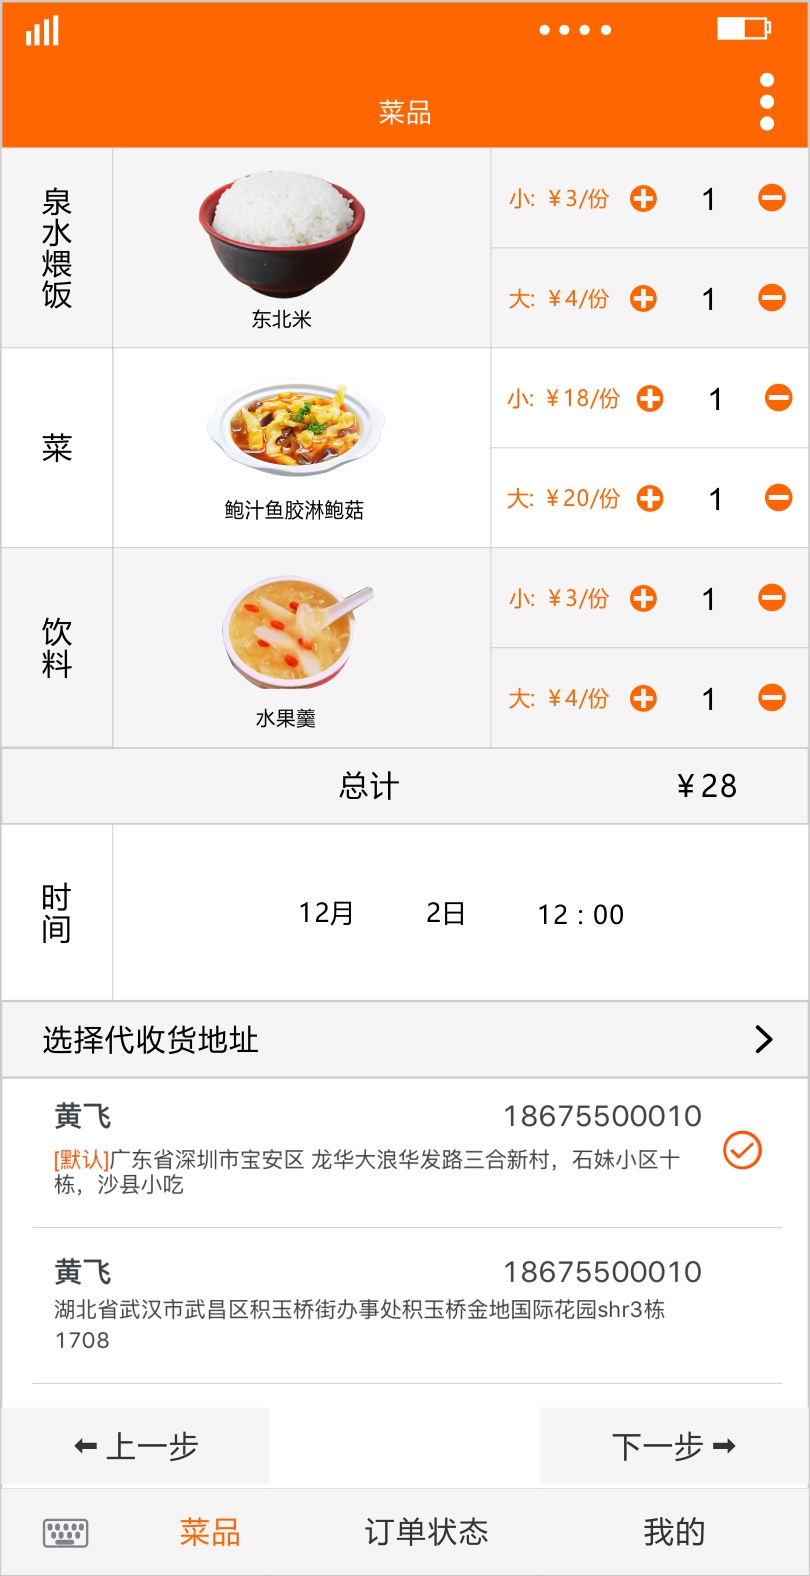 菜品
泉水煨饭
东北米
小: ¥3/份 1
大: ¥4/份 1
菜
鲍汁鱼胶淋鲍菇
小: ¥18/份 1
大: ¥20/份 1
饮料
水果羹
小: ¥3/份 1
大: ¥4/份 1
总计 ¥28
时间
12月 2日 12 : 00
选择代收货地址
黄飞 18675500010
[默认]广东省深圳市宝安区 龙华大浪华发路三合新村，石妹小区十
栋，沙县小吃
黄飞 18675500010
湖北省武汉市武昌区积玉桥街办事处积玉桥金地国际花园shr3栋
1708
上一步 下一步
菜品 订单状态 我的